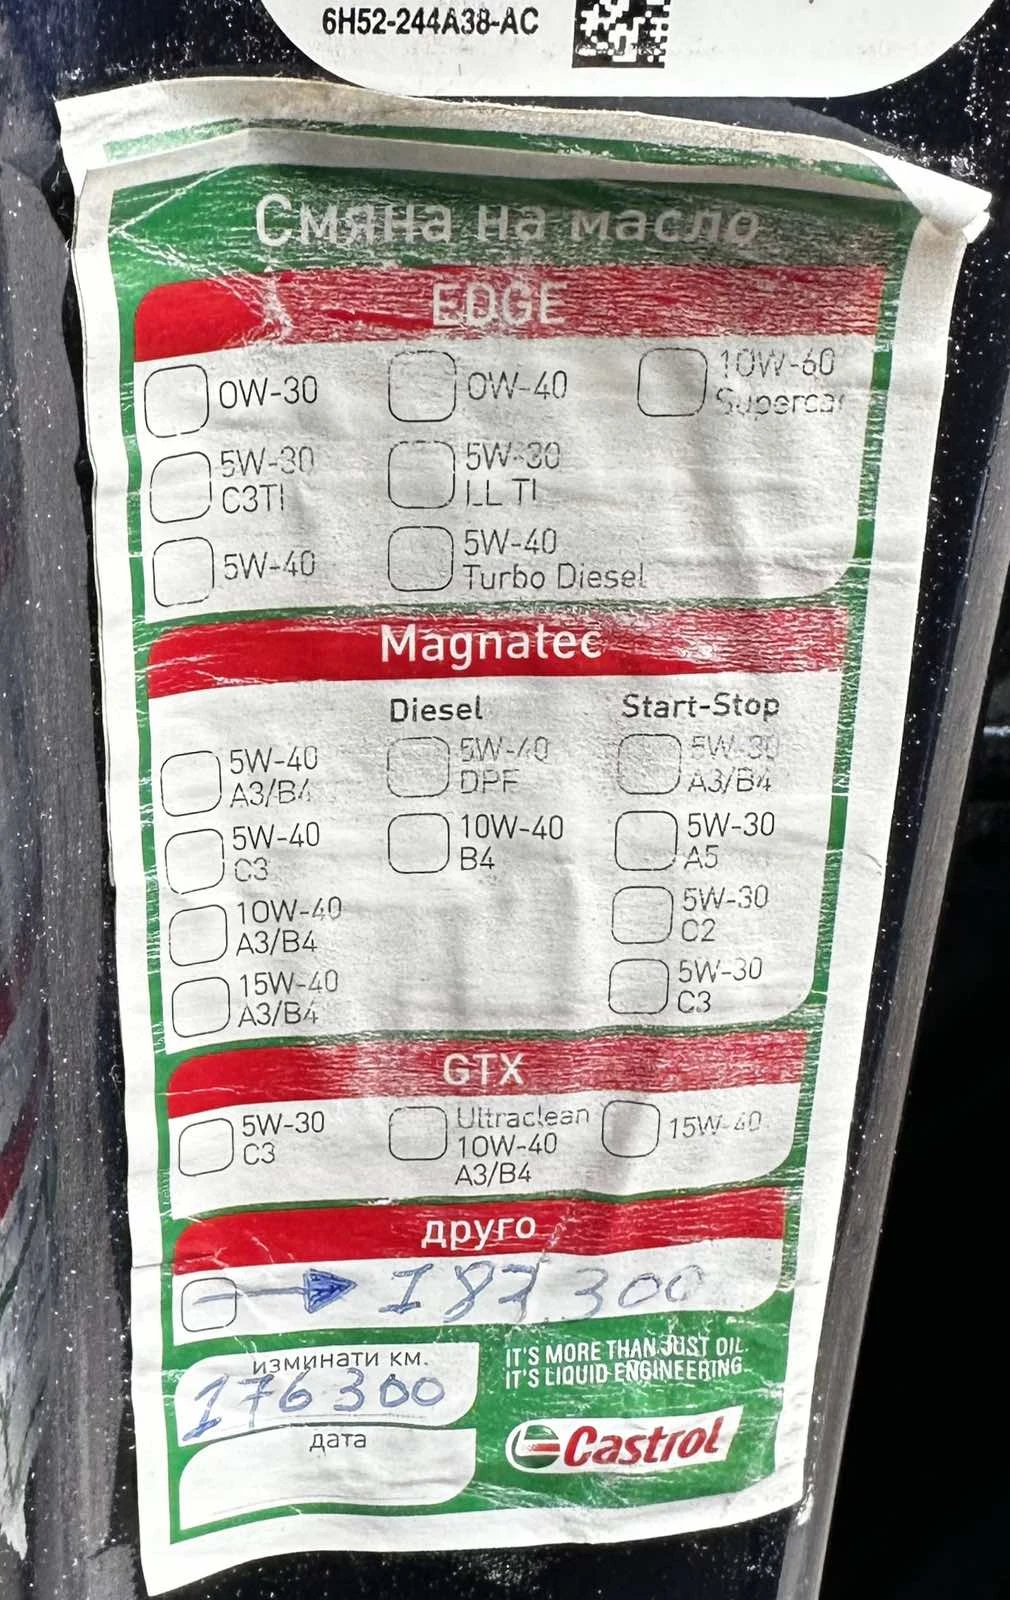 6H52-244A38-AC
Смяна на масло
EDGE
0W-30 0W-40 10W-60 Supercar
5W-30 C3TI 5W-30 LL TI
5W-40 5W-40 Turbo Diesel
Magnatec
Diesel Start-Stop
5W-40 A3/B4 5W-40 DPF 5W-30 A3/B4
5W-40 C3 10W-40 B4 5W-30 A5
10W-40 A3/B4 5W-30 C2
15W-40 A3/B4 5W-30 C3
GTX
5W-30 C3 Ultraclean 10W-40 A3/B4 15W-40
друго
300
изминати км.
176300
дата
IT'S MORE THAN JUST OIL.
IT'S LIQUID ENGINEERING.
Castrol